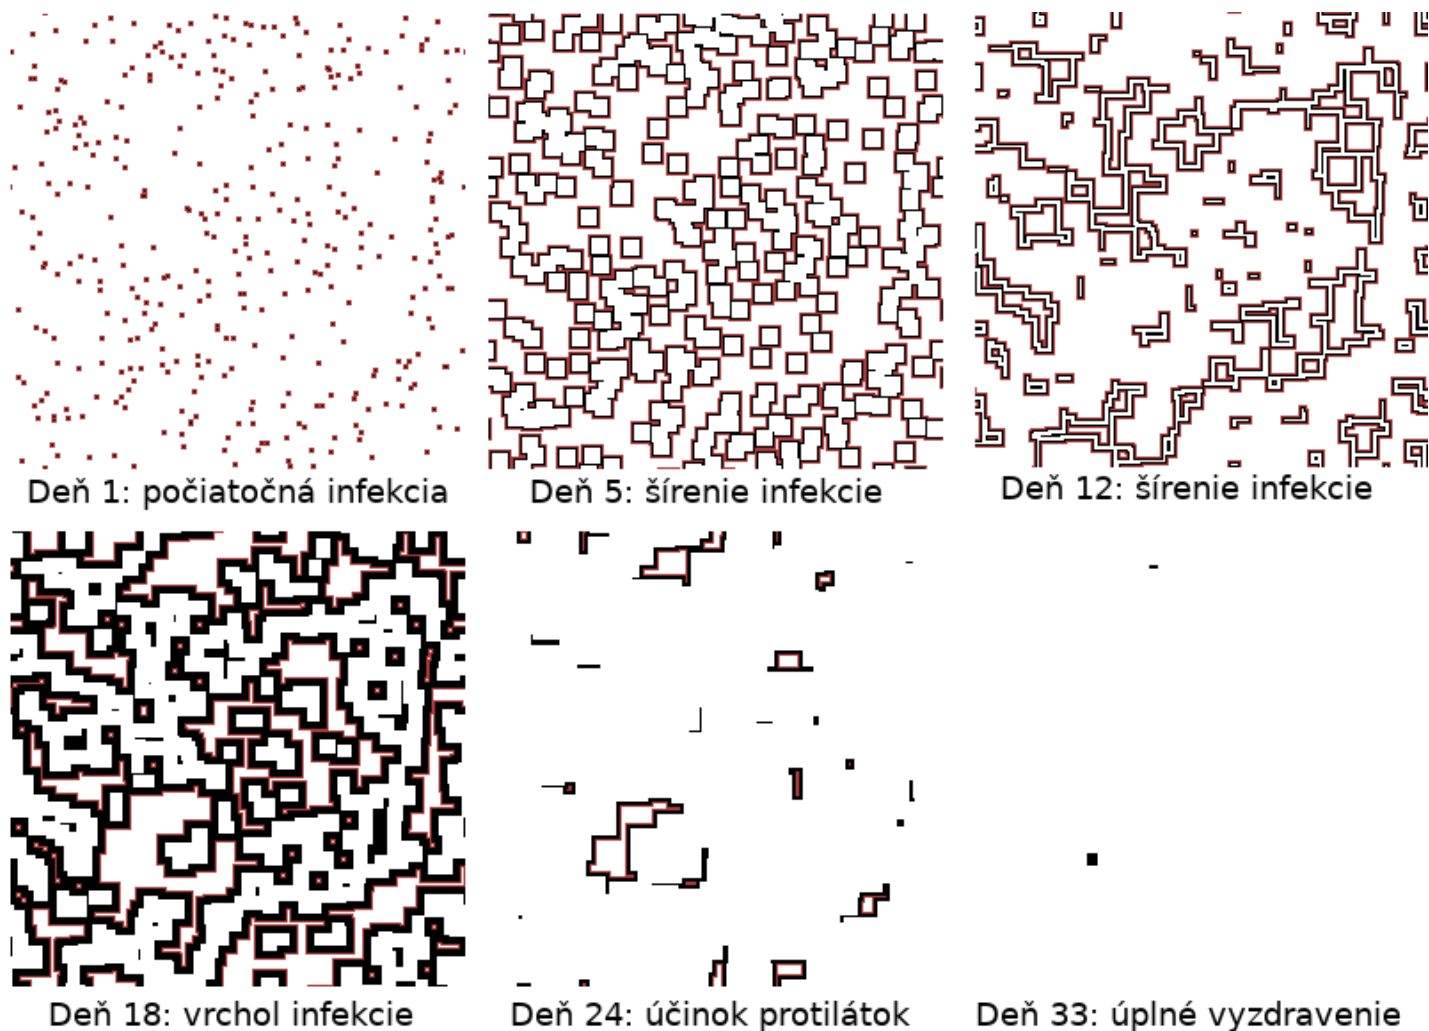 Deň 1: počiatočná infekcia
Deň 5: šírenie infekcie
Deň 12: šírenie infekcie
Deň 18: vrchol infekcie
Deň 24: účinok protilátok
Deň 33: úplné vyzdravenie